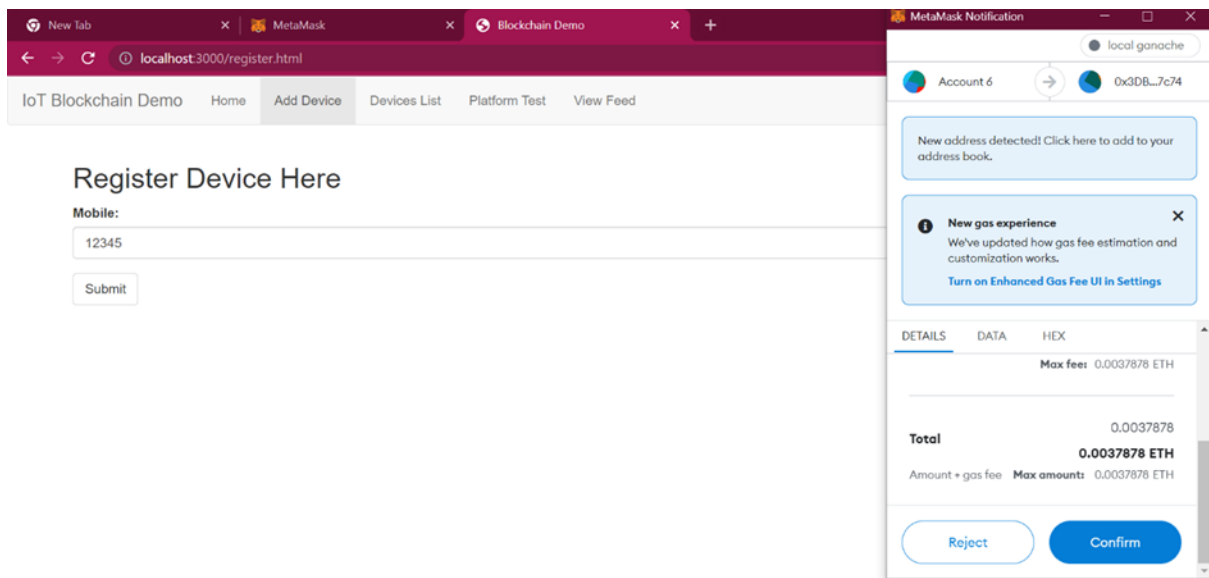 New Tab
MetaMask
Blockchain Demo
localhost:3000/register.html
IoT Blockchain Demo Home Add Device Devices List Platform Test View Feed
Register Device Here
Mobile:
12345
Submit
MetaMask Notification
local ganache
Account 6 0x3DB...7c74
New address detected! Click here to add to your
address book.
New gas experience
We've updated how gas fee estimation and
customization works.
Turn on Enhanced Gas Fee UI in Settings
DETAILS DATA HEX
Max fee: 0.0037878 ETH
0.0037878
Total
0.0037878 ETH
Amount + gas fee Max amount: 0.0037878 ETH
Reject Confirm